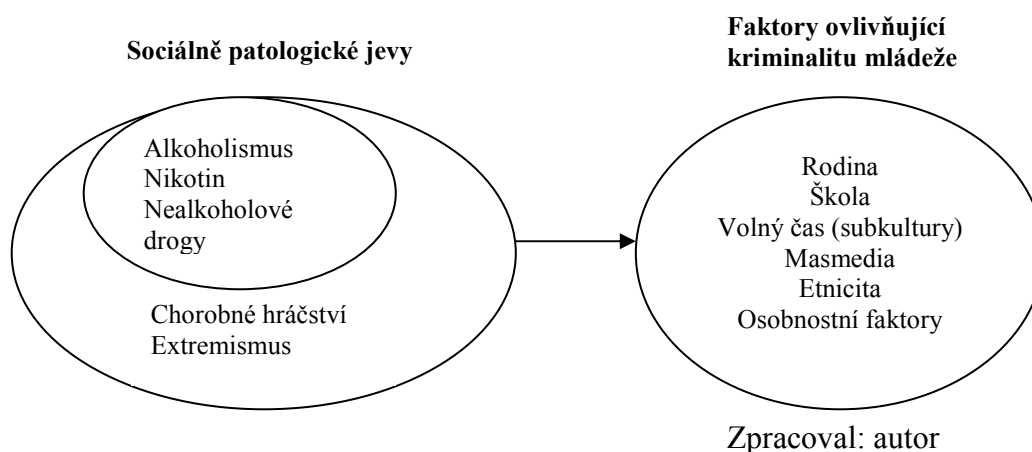 Sociálně patologické jevy
Faktory ovlivňující
kriminalitu mládeže
Alkoholismus
Nikotin
Nealkoholové
drogy
Chorobné hráčství
Extremismus
Rodina
Škola
Volný čas (subkultury)
Masmedia
Etnicita
Osobnostní faktory
Zpracoval: autor